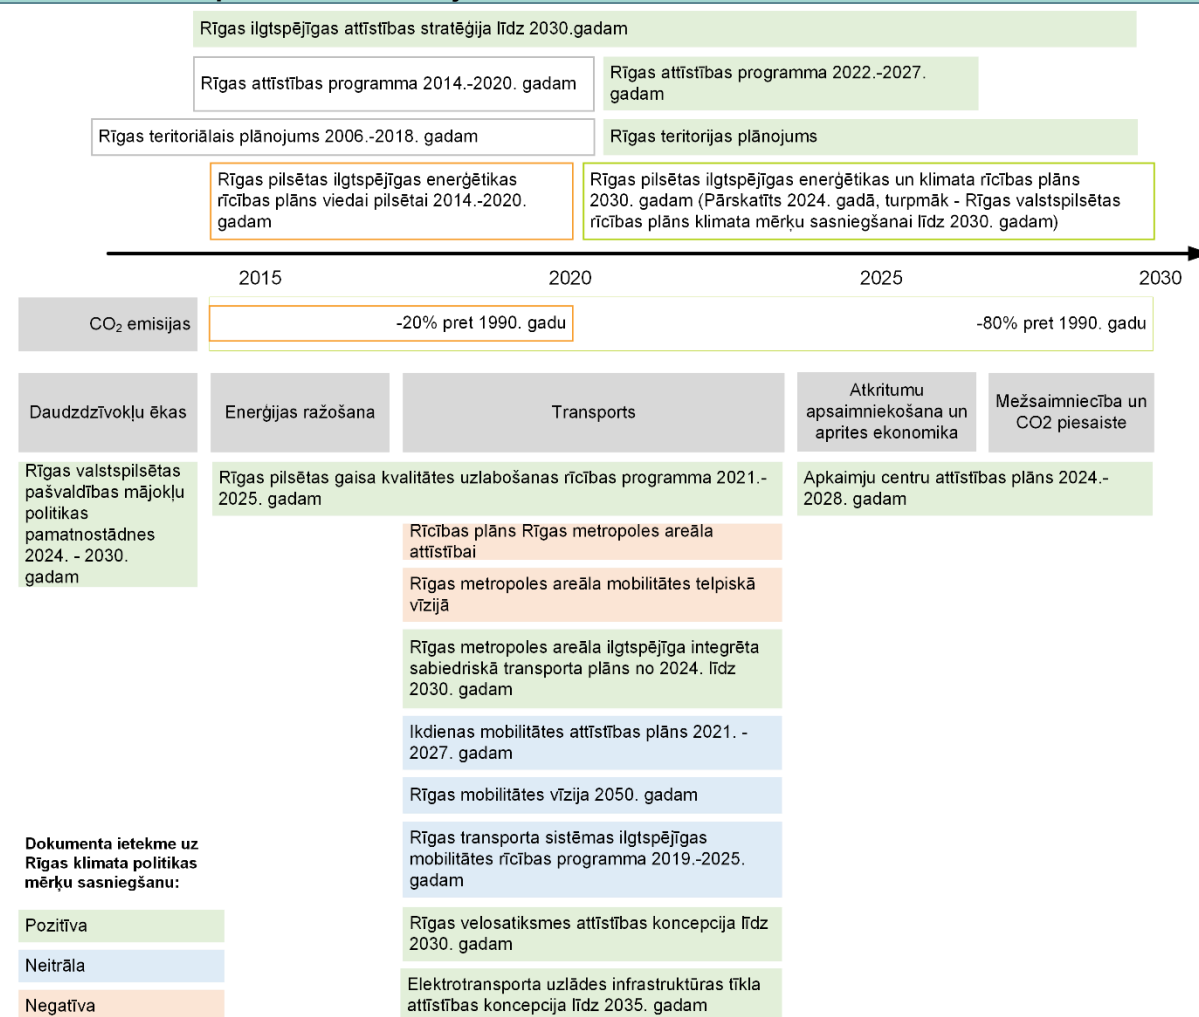 Rīgas ilgtspējīgas attīstības stratēģija līdz 2030.gadam
Rīgas attīstības programma 2014.-2020. gadam
Rīgas attīstības programma 2022.-2027.
gadam
Rīgas teritoriālais plānojums 2006.-2018. gadam
Rīgas teritorijas plānojums
Rīgas pilsētas ilgtspējīgas enerģētikas
rīcības plāns viedai pilsētai 2014.-2020.
gadam
Rīgas pilsētas ilgtspējīgas enerģētikas un klimata rīcības plāns
2030. gadam (Pārskatīts 2024. gadā, turpmāk - Rīgas valstspilsētas
rīcības plāns klimata mērķu sasniegšanai līdz 2030. gadam)
2015
2020
2025
2030
CO₂ emisijas
-20% pret 1990. gadu
-80% pret 1990. gadu
Daudzdzīvokļu ēkas
Enerģijas ražošana
Transports
Atkritumu
apsaimniekošana un
aprites ekonomika
Mežsaimniecība un
CO2 piesaiste
Rīgas valstspilsētas
pašvaldības mājokļu
politikas
pamatnostādnes
2024. - 2030.
gadam
Rīgas pilsētas gaisa kvalitātes uzlabošanas rīcības programma 2021.-
2025. gadam
Apkaimju centru attīstības plāns 2024.-
2028. gadam
Rīcības plāns Rīgas metropoles areāla
attīstībai
Rīgas metropoles areāla mobilitātes telpiskā
vīzijā
Rīgas metropoles areāla ilgtspējīga integrēta
sabiedriskā transporta plāns no 2024. līdz
2030. gadam
Ikdienas mobilitātes attīstības plāns 2021. -
2027. gadam
Rīgas mobilitātes vīzija 2050. gadam
Rīgas transporta sistēmas ilgtspējīgas
mobilitātes rīcības programma 2019.-2025.
gadam
Rīgas velosatiksmes attīstības koncepcija līdz
2030. gadam
Elektrotransporta uzlādes infrastruktūras tīkla
attīstības koncepcija līdz 2035. gadam
Dokumenta ietekme uz
Rīgas klimata politikas
mērķu sasniegšanu:
Pozitīva
Neitrāla
Negatīva